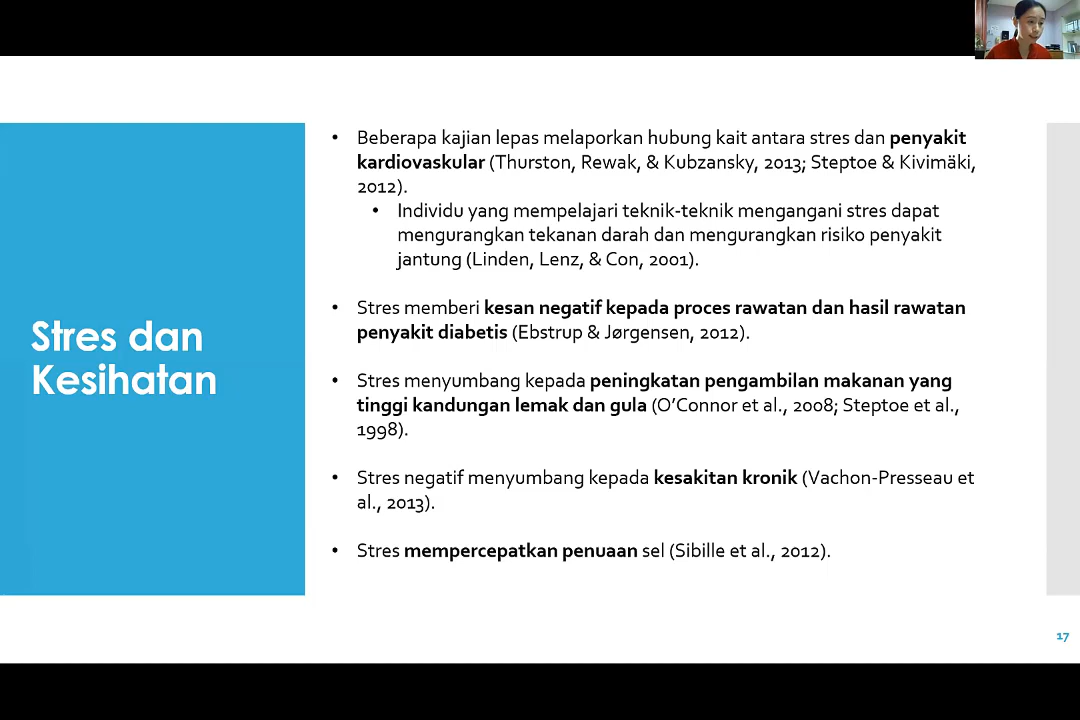 Stres dan
Kesihatan
• Beberapa kajian lepas melaporkan hubung kait antara stres dan penyakit
kardiovaskular (Thurston, Rewak, & Kubzansky, 2013; Steptoe & Kivimäki,
2012).
• Individu yang mempelajari teknik-teknik mengangani stres dapat
mengurangkan tekanan darah dan mengurangkan risiko penyakit
jantung (Linden, Lenz, & Con, 2001).
• Stres memberi kesan negatif kepada proces rawatan dan hasil rawatan
penyakit diabetis (Ebstrup & Jørgensen, 2012).
• Stres menyumbang kepada peningkatan pengambilan makanan yang
tinggi kandungan lemak dan gula (O’Connor et al., 2008; Steptoe et al.,
1998).
• Stres negatif menyumbang kepada kesakitan kronik (Vachon-Presseau et
al., 2013).
• Stres mempercepatkan penuaan sel (Sibille et al., 2012).
17